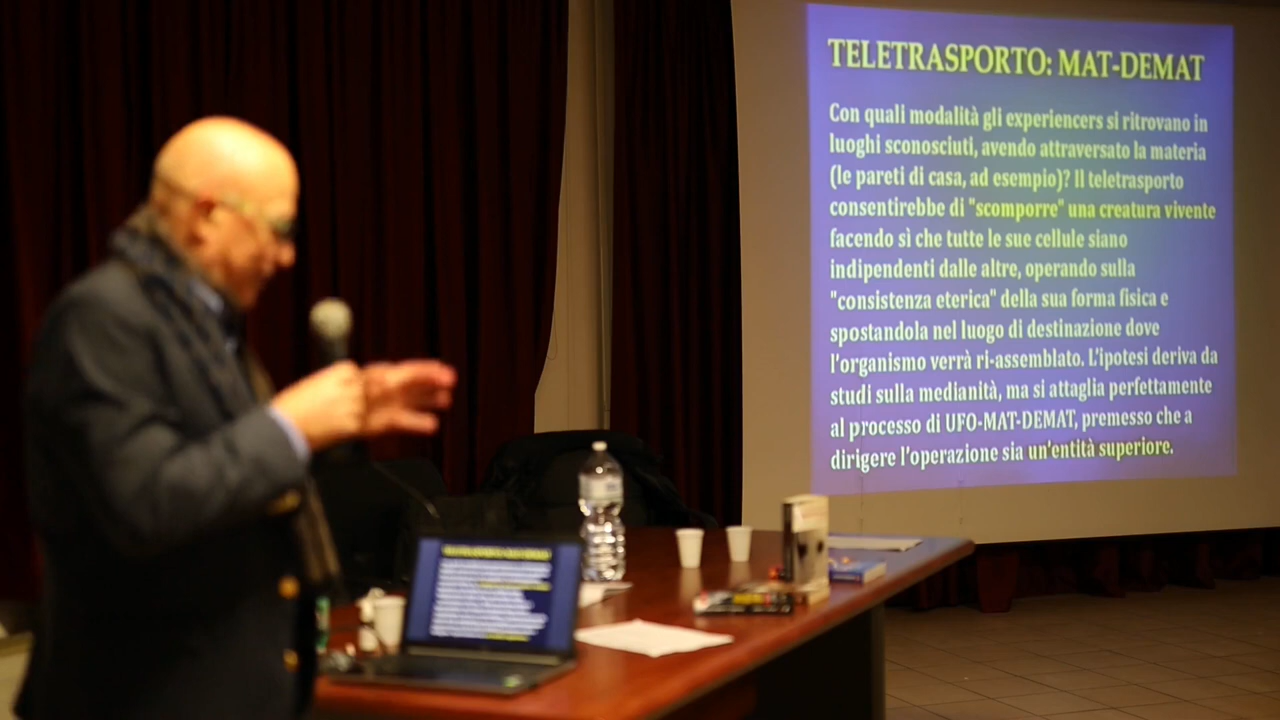 TELETRASPORTO: MAT-DEMAT
Con quali modalità gli experiencers si ritrovano in
luoghi sconosciuti, avendo attraversato la materia
(le pareti di casa, ad esempio)? Il teletrasporto
consentirebbe di "scomporre" una creatura vivente
facendo sì che tutte le sue cellule siano
indipendenti dalle altre, operando sulla
"consistenza eterica" della sua forma fisica e
spostandola nel luogo di destinazione dove
l'organismo verrà ri-assemblato. L'ipotesi deriva da
studi sulla medianità, ma si attaglia perfettamente
al processo di UFO-MAT-DEMAT, premesso che a
dirigere l'operazione sia un'entità superiore.